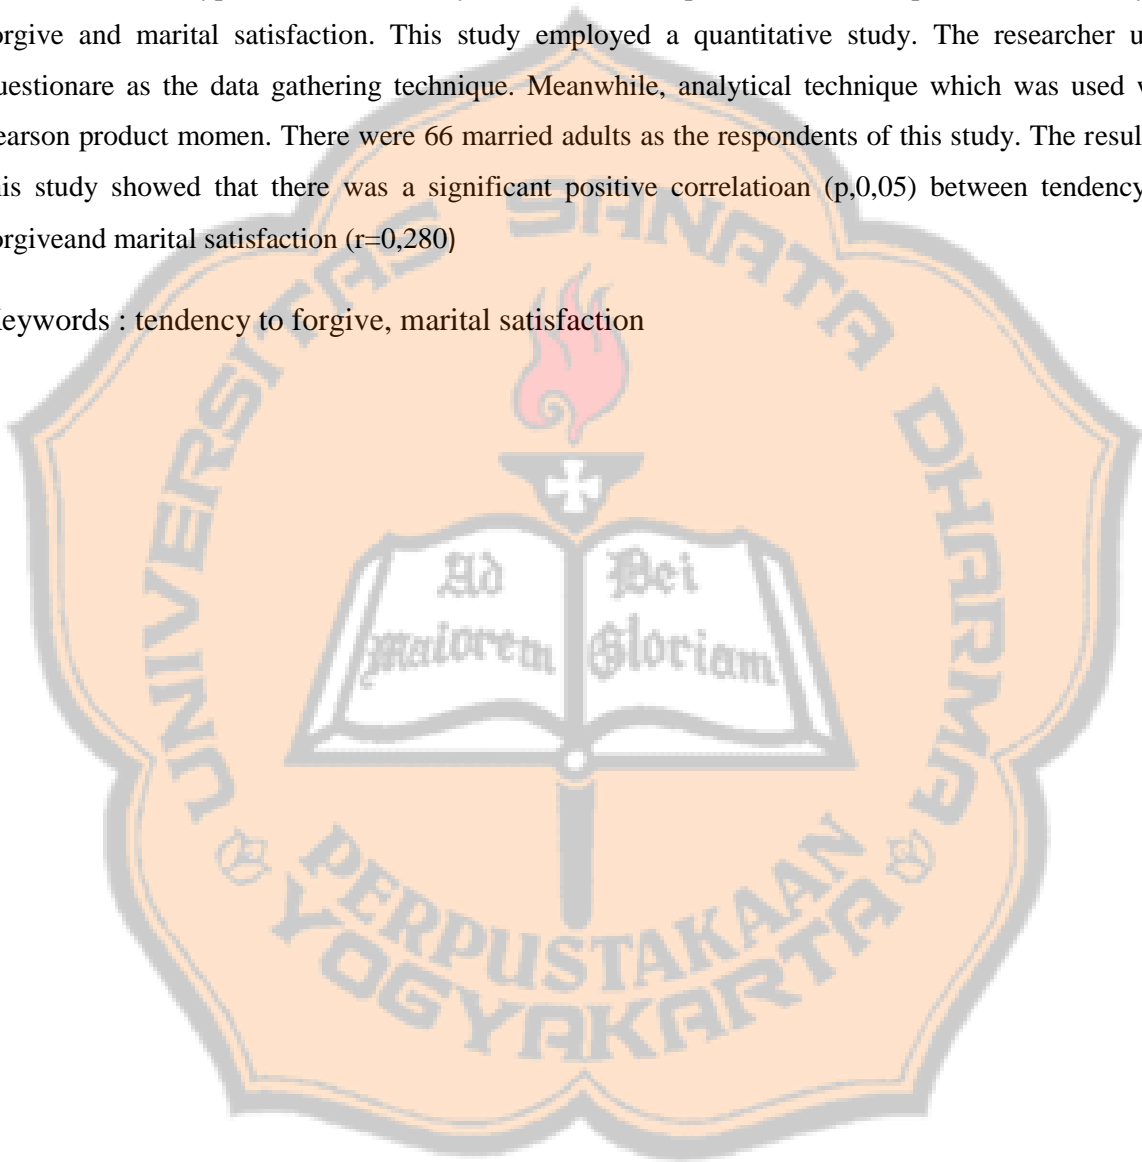 orgive and marital satisfaction. This study employed a quantitative study. The researcher u
uestionare as the data gathering technique. Meanwhile, analytical technique which was used
earson product momen. There were 66 married adults as the respondents of this study. The resul
his study showed that there was a significant positive correlatioan (p,0,05) between tendency
orgiveand marital satisfaction (r=0,280)
eywords : tendency to forgive, marital satisfaction
UNIVERSITAS SANATA DHARMA
Ad Dei
maiorem Gloriam
PERPUSTAKAAN
YOGYAKARTA